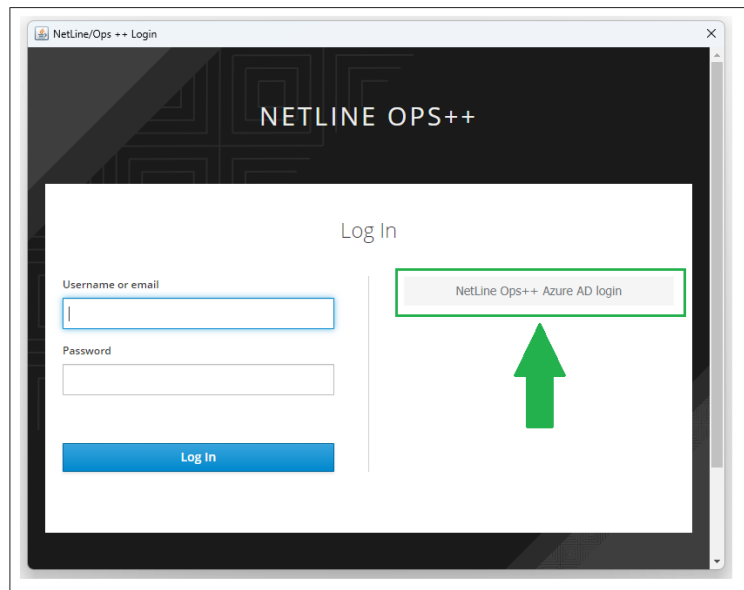 NetLine/Ops ++ Login
NETLINE OPS++
Log In
Username or email
NetLine Ops++ Azure AD login
Password
Log In